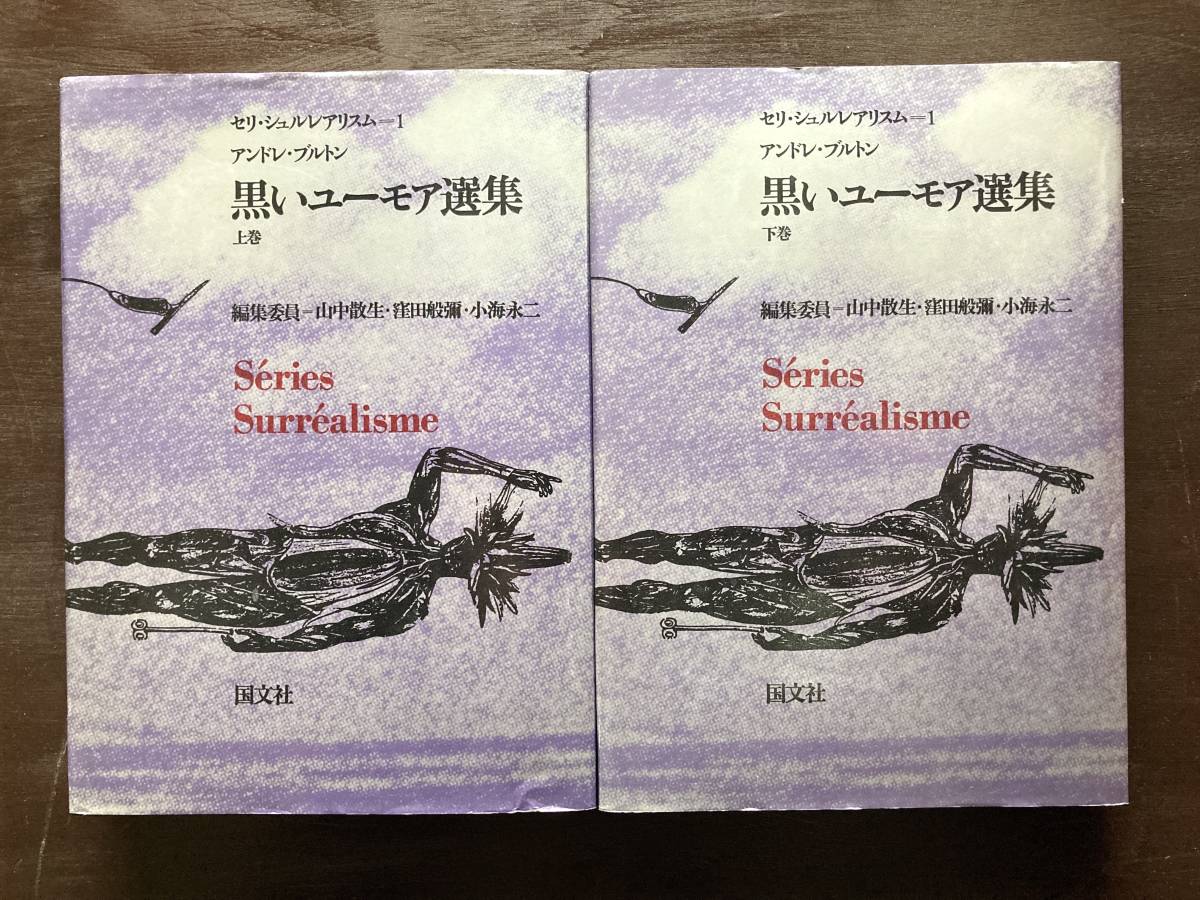 セリ・シュルレアリスム=1
アンドレ・ブルトン
黒いユーモア選集
上巻
編集委員=山中散生・窪田般彌・小海永二
Séries
Surréalisme
国文社
セリ・シュルレアリスム=1
アンドレ・ブルトン
黒いユーモア選集
下巻
編集委員=山中散生・窪田般彌・小海永二
Séries
Surréalisme
国文社